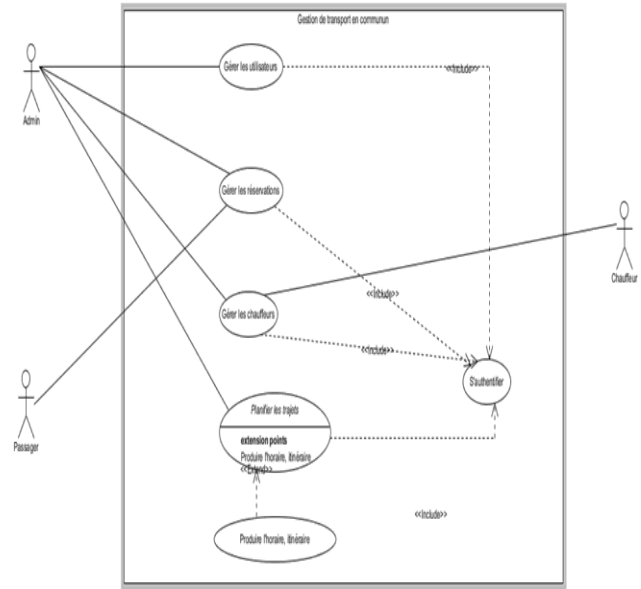 Gestion de transport en communun
Gérer les utilisateurs
<<Include>>
Admin
Gérer les réservations
Chauffeur
<<Include>>
Gérer les chauffeurs
<<Include>>
S'authentifier
Planifier les trajets
extension points
Produire l'horaire, itinéraire
<<Extend>>
Passager
<<Include>>
Produire l'horaire, itinéraire